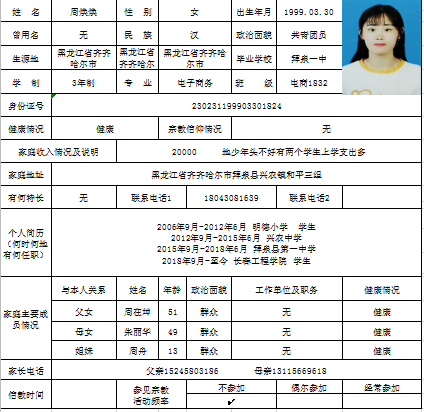 姓 名 周焕焕 性 别 女 出生年月 1999.03.30
曾用名 无 民 族 汉 政治面貌 共青团员
生源地 黑龙江省齐齐哈尔市 黑龙江省齐齐哈尔 黑龙江省齐齐哈尔市 毕业学校 拜泉一中
学 制 3年制 专 业 电子商务 班 级 电商1832
身份证号 230231199903301824
健康情况 健康 宗教信仰情况 无
家庭收入情况及说明 20000 地少年头不好有两个学生上学支出多
家庭地址 黑龙江省齐齐哈尔市拜泉县兴农镇和平三组
有何特长 无 联系电话1 18043081639 联系电话2
个人简历
(何时何地
有何任职)
2006年9月-2012年6月 明德小学 学生
2012年9月-2015年6月 兴农中学
2015年9月-2018年6月 拜泉县第一中学
2018年9月-至今 长春工程学院 学生
家庭主要成员情况
与本人关系 姓名 年龄 政治面貌 工作单位及职务 健康情况
父女 周在坤 51 群众 无 健康
母女 朱丽华 49 群众 无 健康
姐妹 周舟 13 群众 无 健康
家长电话 父亲15245803186 母亲13115669618
信教时间 参见宗教活动频率 不参加 偶尔参加 经常参加
✓